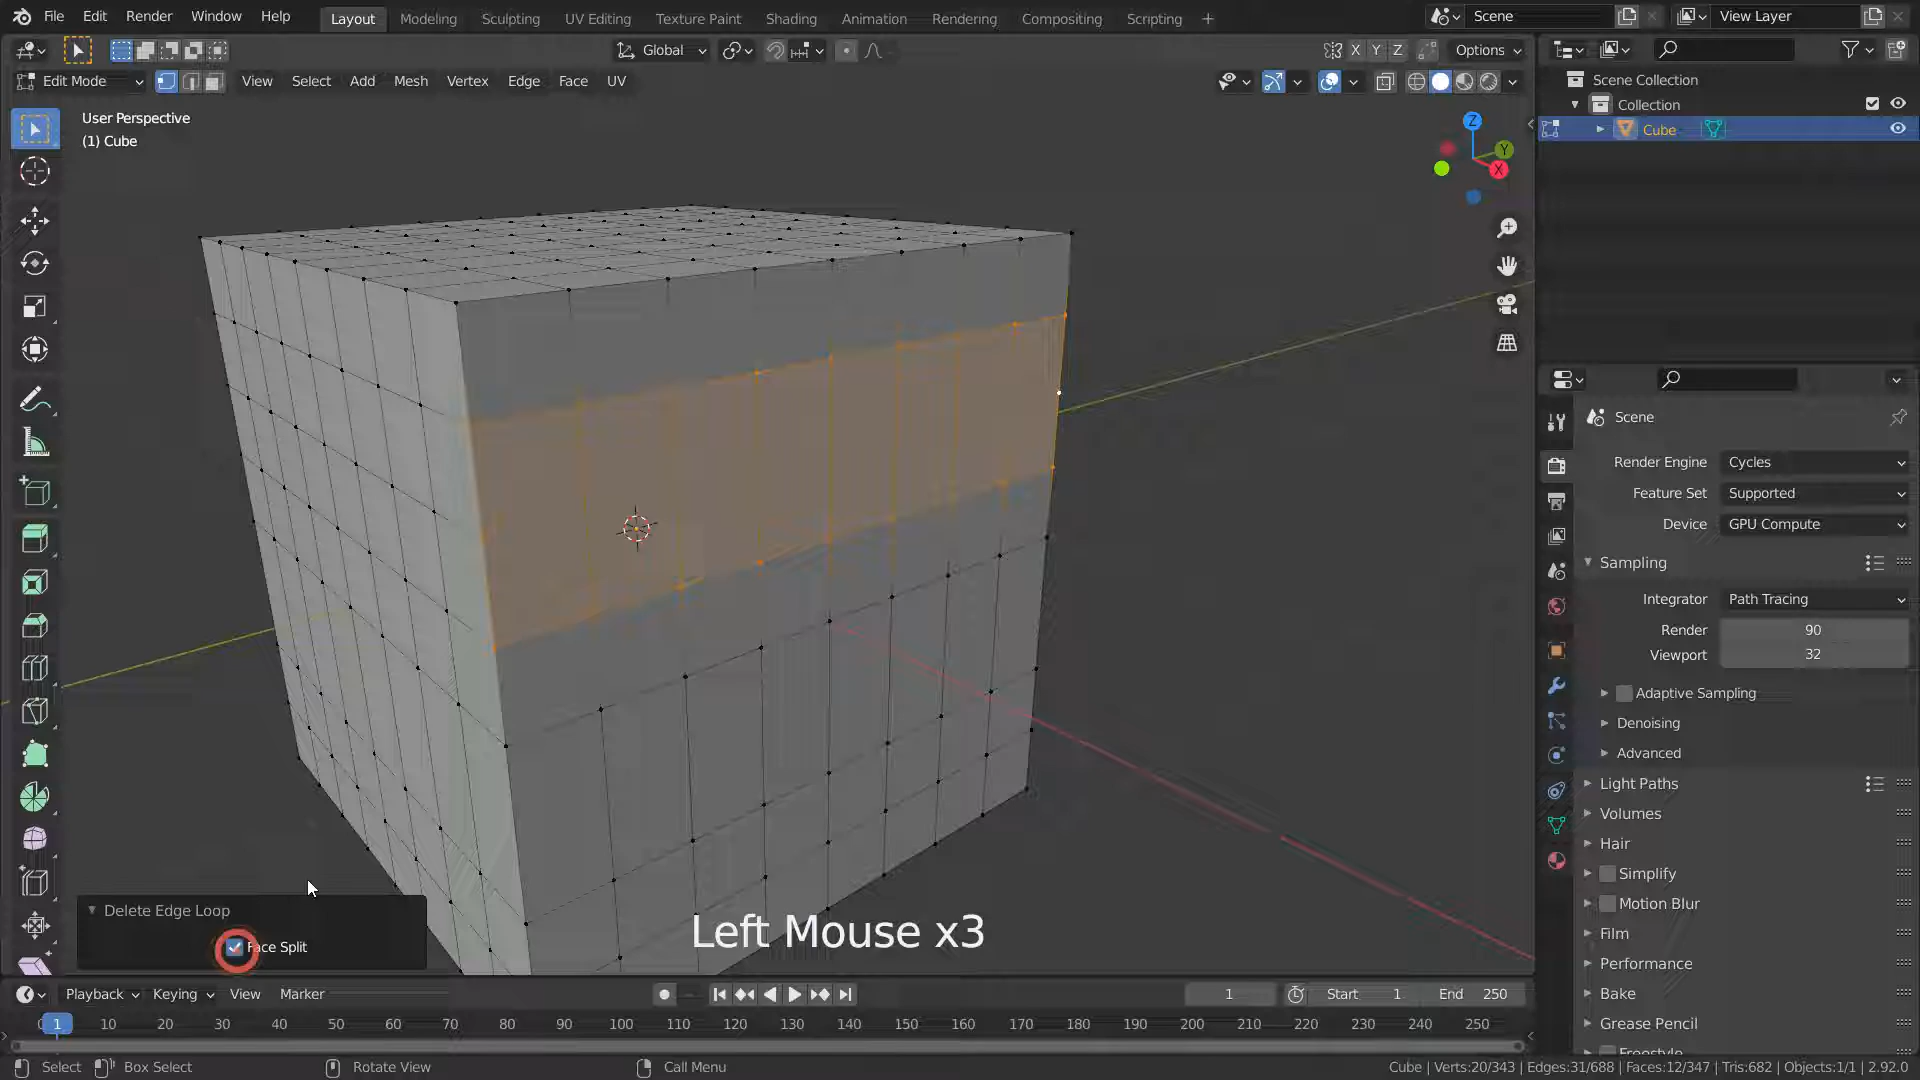 File Edit Render Window Help Layout Modeling Sculpting UV Editing Texture Paint Shading Animation Rendering Compositing Scripting + Scene View Layer
Global X Y Z Options
Edit Mode View Select Add Mesh Vertex Edge Face UV
Scene Collection
Collection
Cube
User Perspective
(1) Cube
Z
Y
X
Scene
Render Engine Cycles
Feature Set Supported
Device GPU Compute
Sampling
Integrator Path Tracing
Render 90
Viewport 32
Adaptive Sampling
Denoising
Advanced
Light Paths
Volumes
Hair
Simplify
Motion Blur
Film
Performance
Bake
Grease Pencil
Freestyle
Delete Edge Loop
Face Split
Left Mouse x3
Playback Keying View Marker 1 Start 1 End 250
0 1 10 20 30 40 50 60 70 80 90 100 110 120 130 140 150 160 170 180 190 200 210 220 230 240 250
Select Box Select Rotate View Call Menu Cube | Verts:20/343 | Edges:31/688 | Faces:12/347 | Tris:682 | Objects:1/1 | 2.92.0